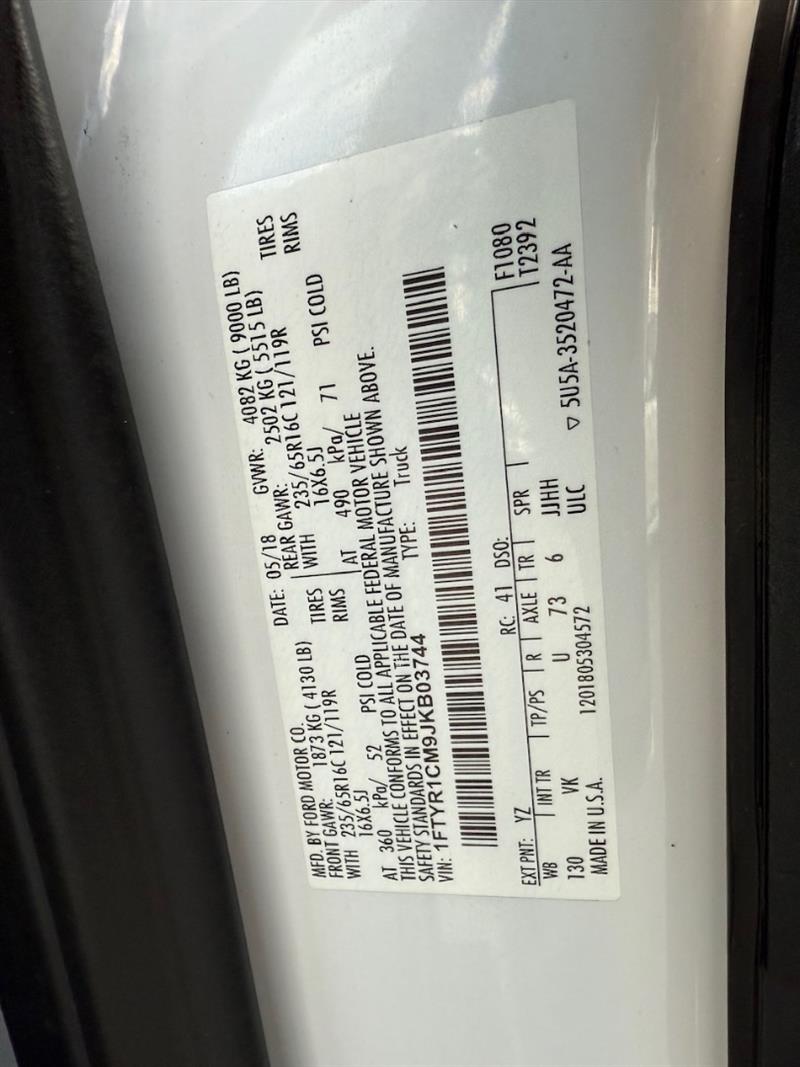 MFD. BY FORD MOTOR CO.
DATE: 05/18 GVWR: 4082 KG ( 9000 LB)
FRONT GAWR: 1873 KG ( 4130 LB) REAR GAWR: 2502 KG ( 5515 LB)
WITH 235/65R16C 121/119R TIRES WITH 235/65R16C 121/119R TIRES
16X6.5J RIMS 16X6.5J RIMS
AT 360 kPa/ 52 PSI COLD AT 490 kPa/ 71 PSI COLD
THIS VEHICLE CONFORMS TO ALL APPLICABLE FEDERAL MOTOR VEHICLE
SAFETY STANDARDS IN EFFECT ON THE DATE OF MANUFACTURE SHOWN ABOVE.
VIN: 1FTYR1CM9JKB03744 TYPE: Truck
F1080
T2392
EXT PNT: YZ RC: 41 DSO:
WB INT TR TP/PS R AXLE TR SPR
130 VK U 73 6 JJHH
MADE IN U.S.A. 1201805304572 ULC
▽ 5U5A-3520472-AA